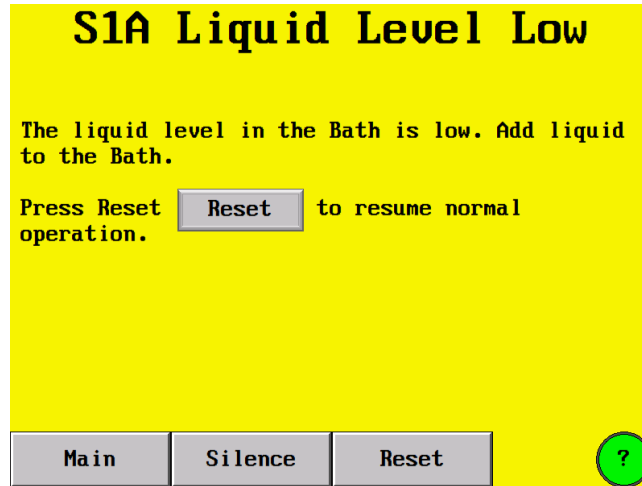 S1A Liquid Level Low
The liquid level in the Bath is low. Add liquid
to the Bath.
Press Reset Reset to resume normal
operation.
Main Silence Reset ?